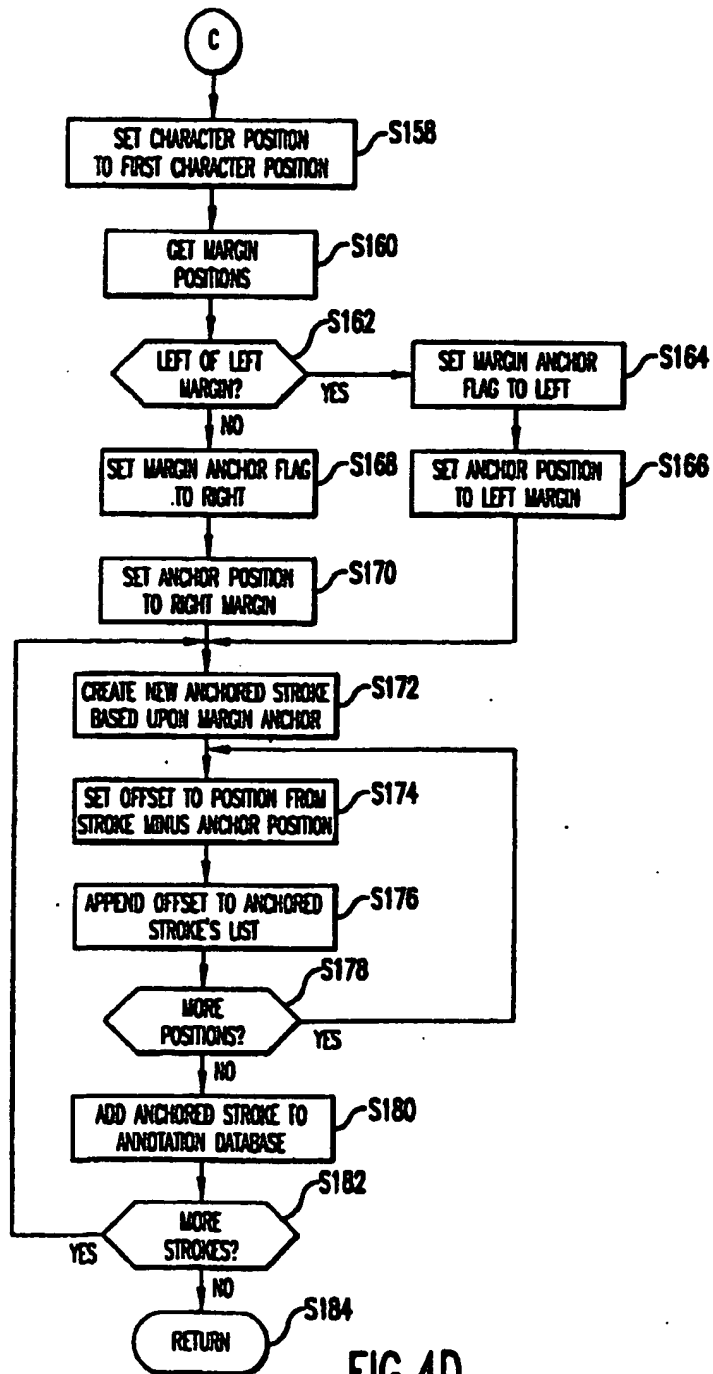 C
SET CHARACTER POSITION
TO FIRST CHARACTER POSITION
S158
GET MARGIN
POSITIONS
S160
LEFT OF LEFT
MARGIN?
S162
YES
NO
SET MARGIN ANCHOR
FLAG TO LEFT
S164
SET ANCHOR POSITION
TO LEFT MARGIN
S166
SET MARGIN ANCHOR FLAG
TO RIGHT
S168
SET ANCHOR POSITION
TO RIGHT MARGIN
S170
CREATE NEW ANCHORED STROKE
BASED UPON MARGIN ANCHOR
S172
SET OFFSET TO POSITION FROM
STROKE MINUS ANCHOR POSITION
S174
APPEND OFFSET TO ANCHORED
STROKE'S LIST
S176
MORE
POSITIONS?
S178
YES
NO
ADD ANCHORED STROKE TO
ANNOTATION DATABASE
S180
MORE
STROKES?
S182
YES
NO
RETURN
S184
FIG.4D